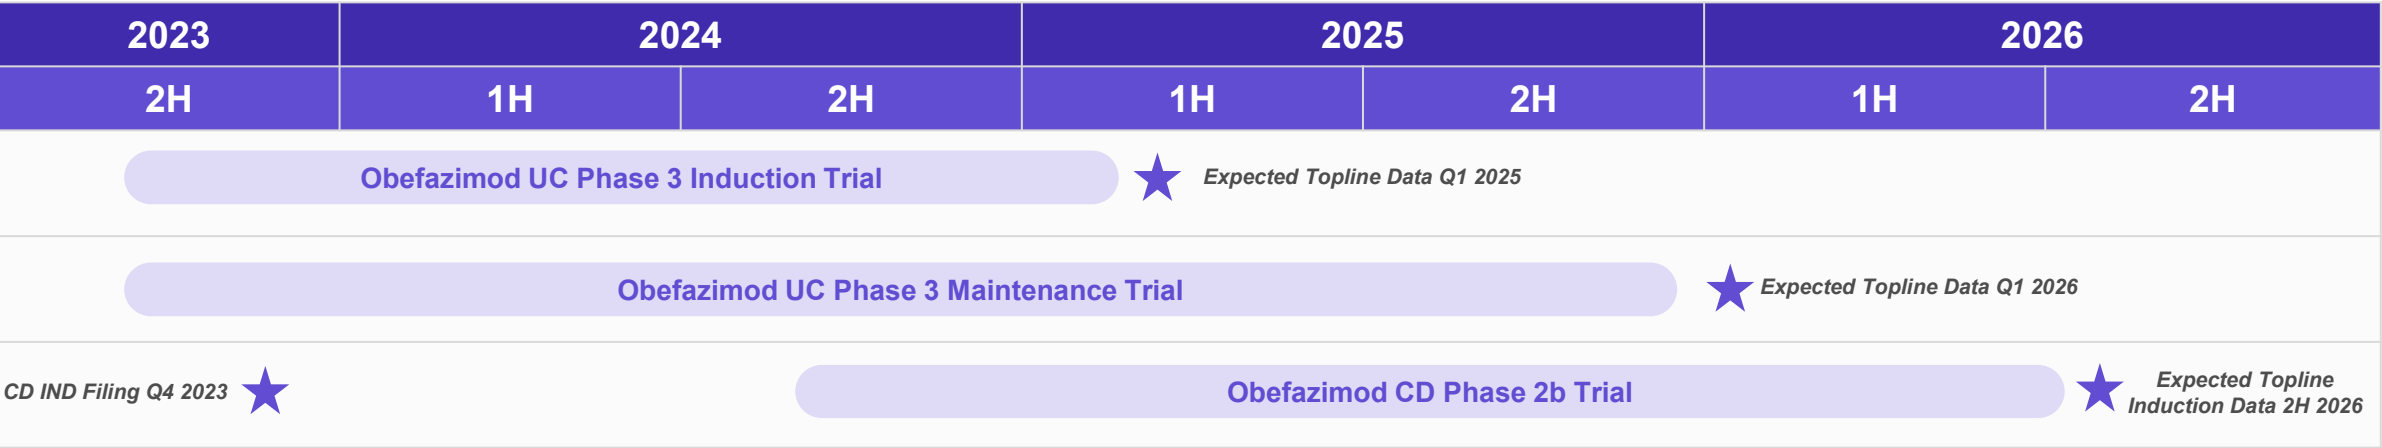 2023 2024 2025 2026
2H 1H 2H 1H 2H 1H 2H
Obefazimod UC Phase 3 Induction Trial
Expected Topline Data Q1 2025
Obefazimod UC Phase 3 Maintenance Trial
Expected Topline Data Q1 2026
CD IND Filing Q4 2023
Obefazimod CD Phase 2b Trial
Expected Topline
Induction Data 2H 2026